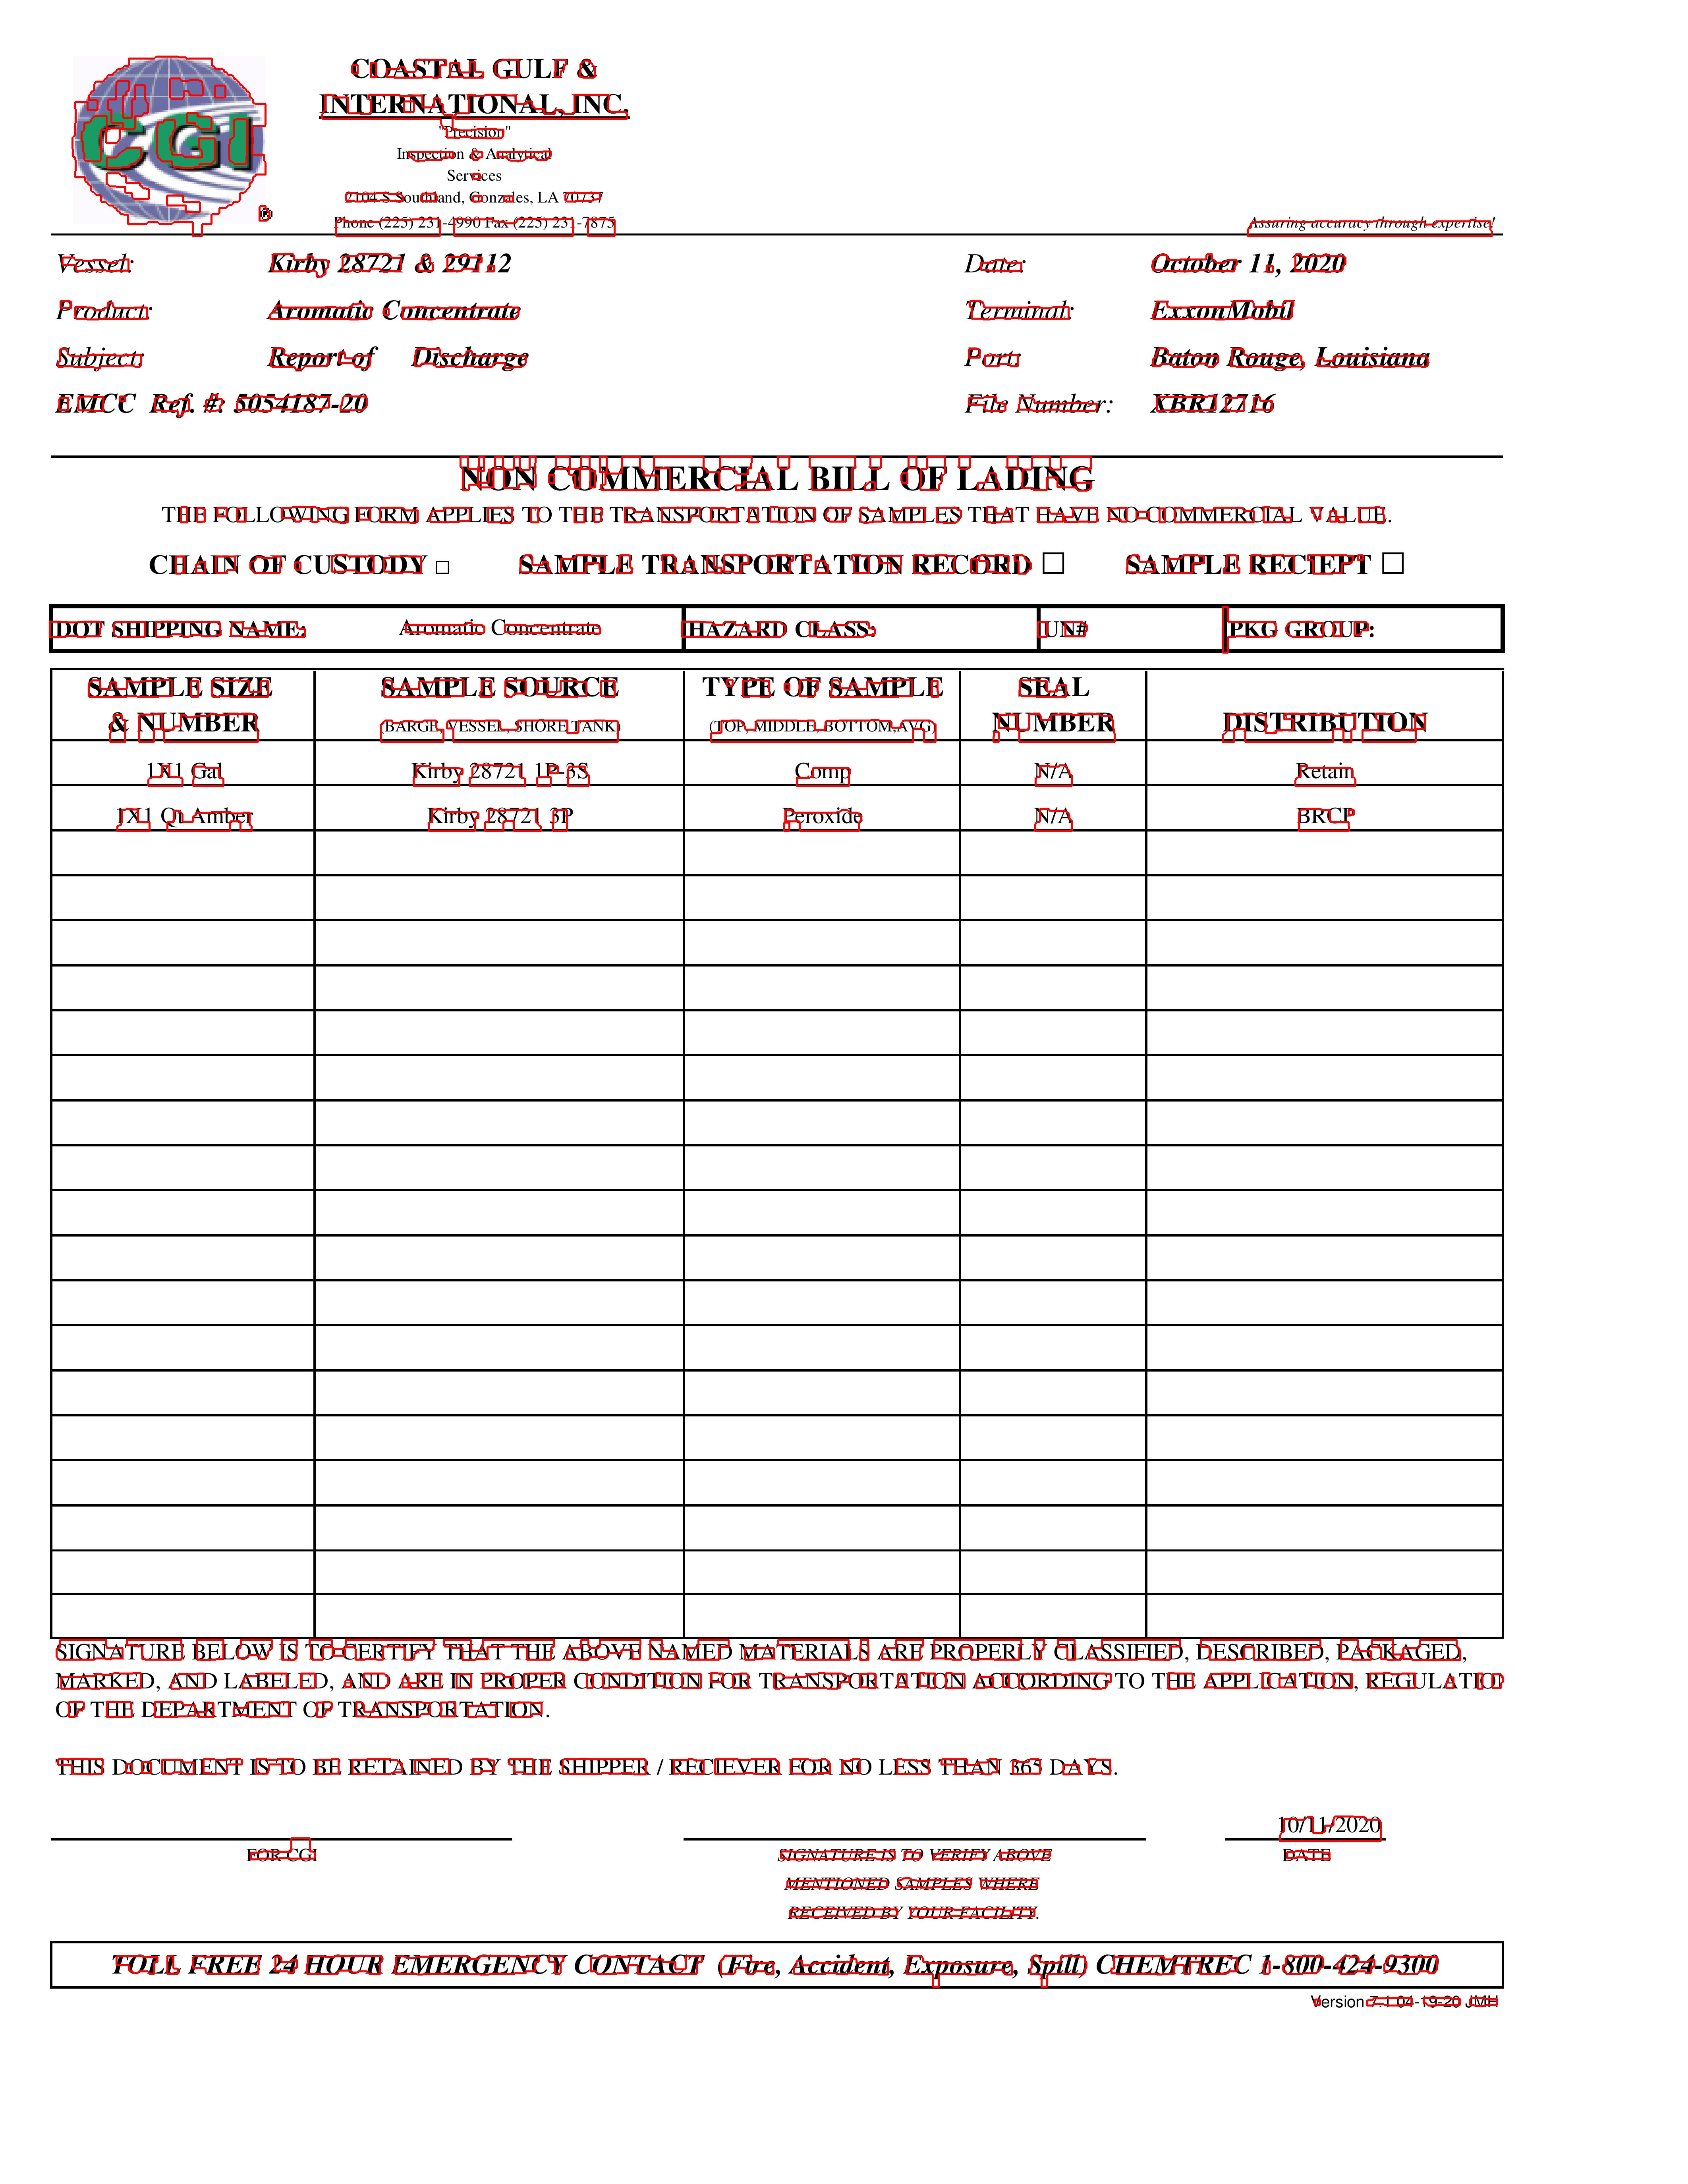 COASTAL GULF &
INTERNATIONAL, INC.
"Precision"
Inspection & Analytical
Services
2104 S Southland, Gonzales, LA 70737
Phone (225) 231-4990 Fax (225) 231-7875
CGI ®
Assuring accuracy through expertise!
Vessel: Kirby 28721 & 29112 Date: October 11, 2020
Product: Aromatic Concentrate Terminal: ExxonMobil
Subject: Report of Discharge Port: Baton Rouge, Louisiana
EMCC Ref. #: 5054187-20 File Number: XBR12716
NON COMMERCIAL BILL OF LADING
THE FOLLOWING FORM APPLIES TO THE TRANSPORTATION OF SAMPLES THAT HAVE NO COMMERCIAL VALUE.
CHAIN OF CUSTODY □ SAMPLE TRANSPORTATION RECORD □ SAMPLE RECIEPT □
DOT SHIPPING NAME: Aromatic Concentrate HAZARD CLASS: UN# PKG GROUP:
SAMPLE SIZE SAMPLE SOURCE TYPE OF SAMPLE SEAL
& NUMBER (BARGE, VESSEL, SHORE TANK) (TOP, MIDDLE, BOTTOM,AVG) NUMBER DISTRIBUTION
1X1 Gal Kirby 28721 1P-3S Comp N/A Retain
1X1 Qt Amber Kirby 28721 3P Peroxide N/A BRCP
SIGNATURE BELOW IS TO CERTIFY THAT THE ABOVE NAMED MATERIALS ARE PROPERLY CLASSIFIED, DESCRIBED, PACKAGED,
MARKED, AND LABELED, AND ARE IN PROPER CONDITION FOR TRANSPORTATION ACCORDING TO THE APPLICATION, REGULATIO
OF THE DEPARTMENT OF TRANSPORTATION.
THIS DOCUMENT IS TO BE RETAINED BY THE SHIPPER / RECIEVER FOR NO LESS THAN 365 DAYS.
10/11/2020
FOR CGI SIGNATURE IS TO VERIFY ABOVE DATE
MENTIONED SAMPLES WHERE
RECEIVED BY YOUR FACILITY.
TOLL FREE 24 HOUR EMERGENCY CONTACT (Fire, Accident, Exposure, Spill) CHEMTREC 1-800-424-9300
Version 7.1 04-19-20 JMH